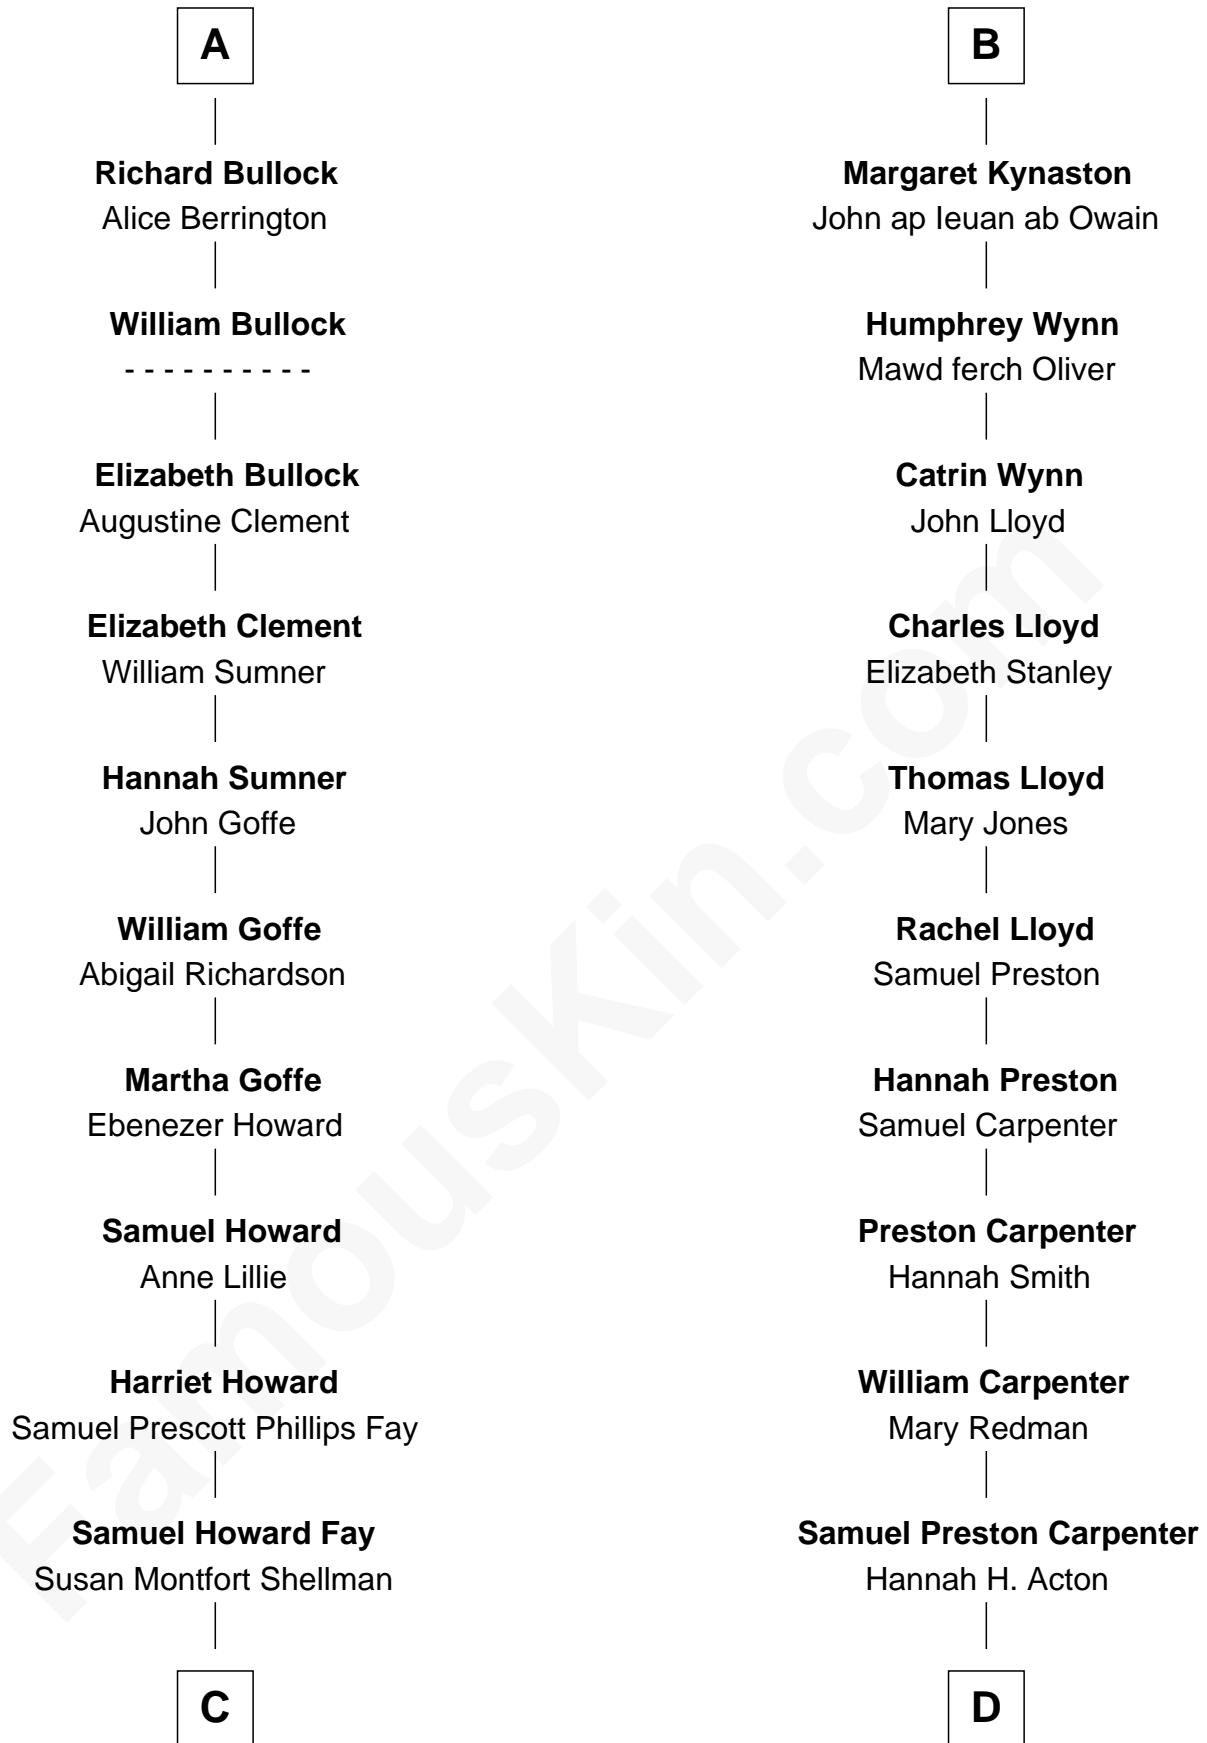 A
Richard Bullock
Alice Berrington
William Bullock
- - - - - - - - - -
Elizabeth Bullock
Augustine Clement
Elizabeth Clement
William Sumner
Hannah Sumner
John Goffe
William Goffe
Abigail Richardson
Martha Goffe
Ebenezer Howard
Samuel Howard
Anne Lillie
Harriet Howard
Samuel Prescott Phillips Fay
Samuel Howard Fay
Susan Montfort Shellman
C
B
Margaret Kynaston
John ap Ieuan ab Owain
Humphrey Wynn
Mawd ferch Oliver
Catrin Wynn
John Lloyd
Charles Lloyd
Elizabeth Stanley
Thomas Lloyd
Mary Jones
Rachel Lloyd
Samuel Preston
Hannah Preston
Samuel Carpenter
Preston Carpenter
Hannah Smith
William Carpenter
Mary Redman
Samuel Preston Carpenter
Hannah H. Acton
D
FamousKin.com